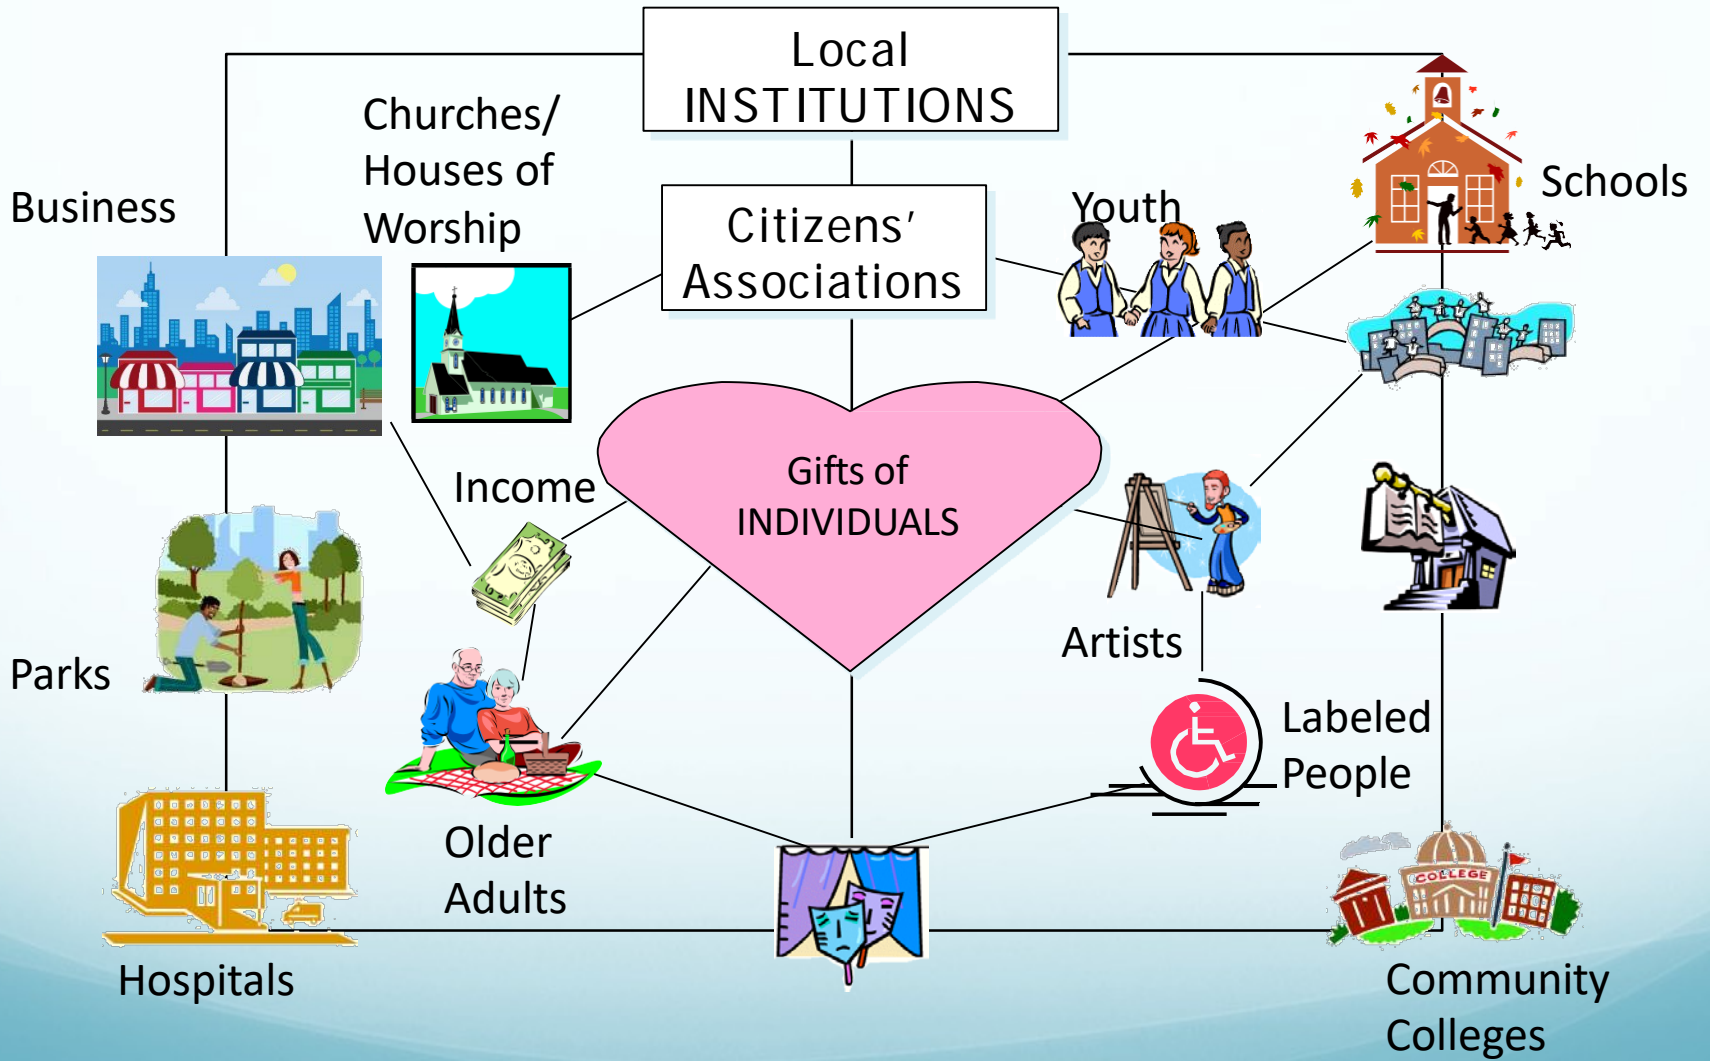 Local
INSTITUTIONS
Churches/
Houses of
Worship
Business
Citizens’
Associations
Youth
Schools
Income
Gifts of
INDIVIDUALS
Artists
Parks
Labeled
People
Older
Adults
COLLEGE
Hospitals
Community
Colleges